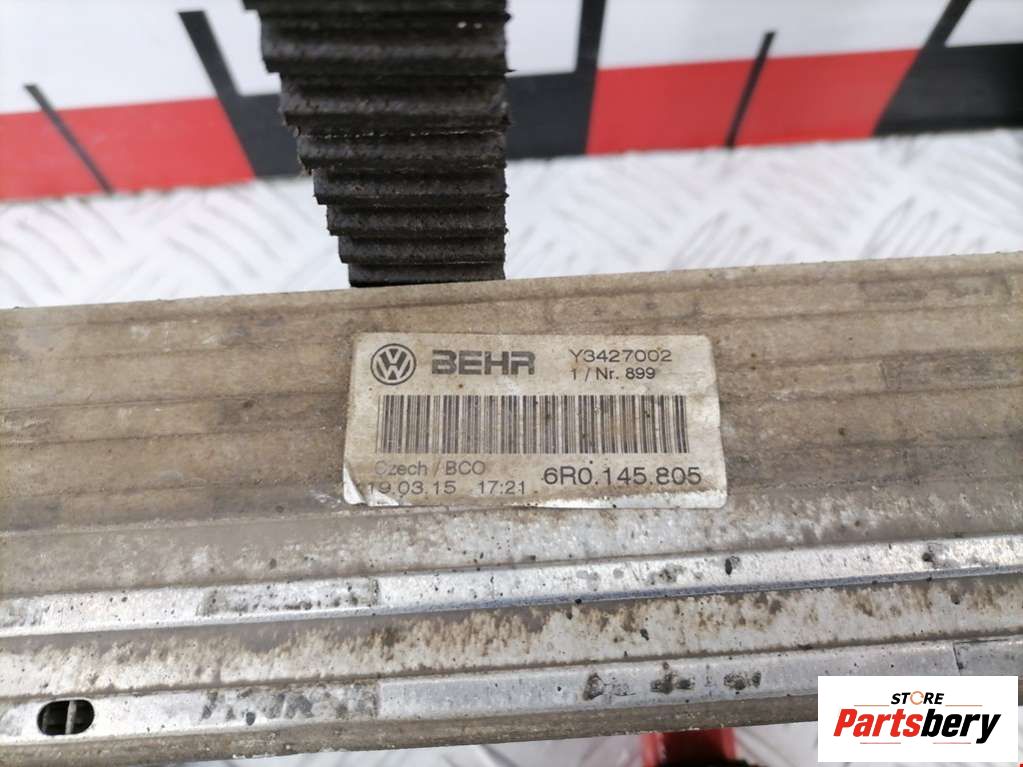 BEHR Y3427002
1 / Nr. 899
Czech / BCO
19.03.15 17:21 6R0.145.805
STORE
Partsbery